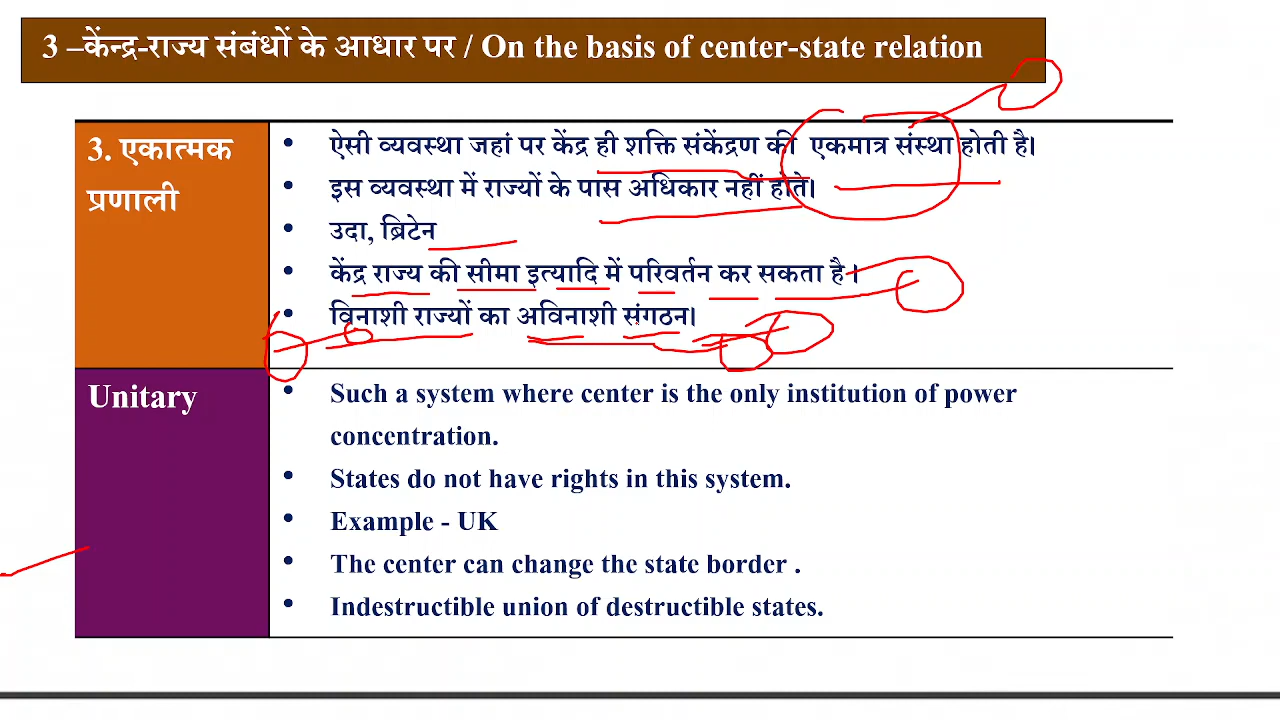 3 –केंन्द्र-राज्य संबंधों के आधार पर / On the basis of center-state relation
3. एकात्मक
प्रणाली
• ऐसी व्यवस्था जहां पर केंद्र ही शक्ति संकेंद्रण की एकमात्र संस्था होती है।
• इस व्यवस्था में राज्यों के पास अधिकार नहीं होते।
• उदा, ब्रिटेन
• केंद्र राज्य की सीमा इत्यादि में परिवर्तन कर सकता है ।
• विनाशी राज्यों का अविनाशी संगठन।
Unitary
• Such a system where center is the only institution of power
concentration.
• States do not have rights in this system.
• Example - UK
• The center can change the state border .
• Indestructible union of destructible states.